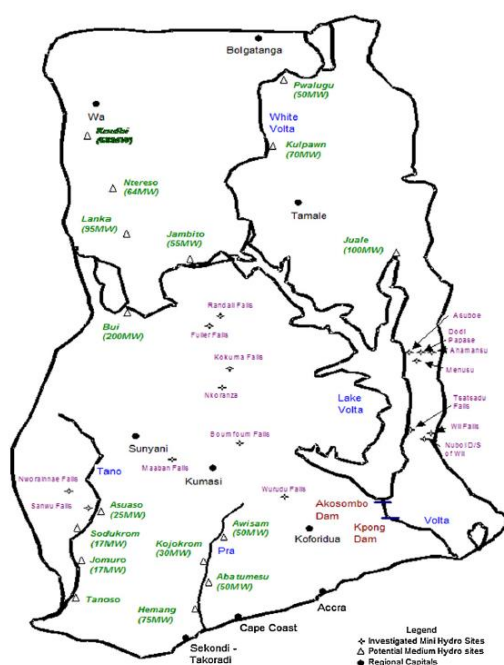 Bolgatanga
Pwalugu
(50MW)
Wa
White
Volta
Kulpawn
(70MW)
Ntereso
(64MW)
Tamale
Lanka
(95MW)
Jambito
(55MW)
Juale
(100MW)
Asuboe
Randall Falls
Dodi
Papase
Fuller Falls
Ahamansu
Bui
(200MW)
Menusu
Kokuma Falls
Nkoranza
Tsatsadu
Falls
Lake
Volta
Boumfoum Falls
Wli Falls
Sunyani
Nuboi D/S
of Wli
Tano
Maaban Falls
Kumasi
Nworannae Falls
Wurudu Falls
Sanwu Falls
Asuaso
(25MW)
Akosombo
Dam
Volta
Awisam
(50MW)
Kpong
Dam
Sodukrom
(17MW)
Koforidua
Kojokrom
(30MW)
Pra
Jomuro
(17MW)
Abatumesu
(50MW)
Tanoso
Hemang
(75MW)
Accra
Cape Coast
Sekondi -
Takoradi
Legend
Investigated Mini Hydro Sites
Potential Medium Hydro sites
Regional Capitals